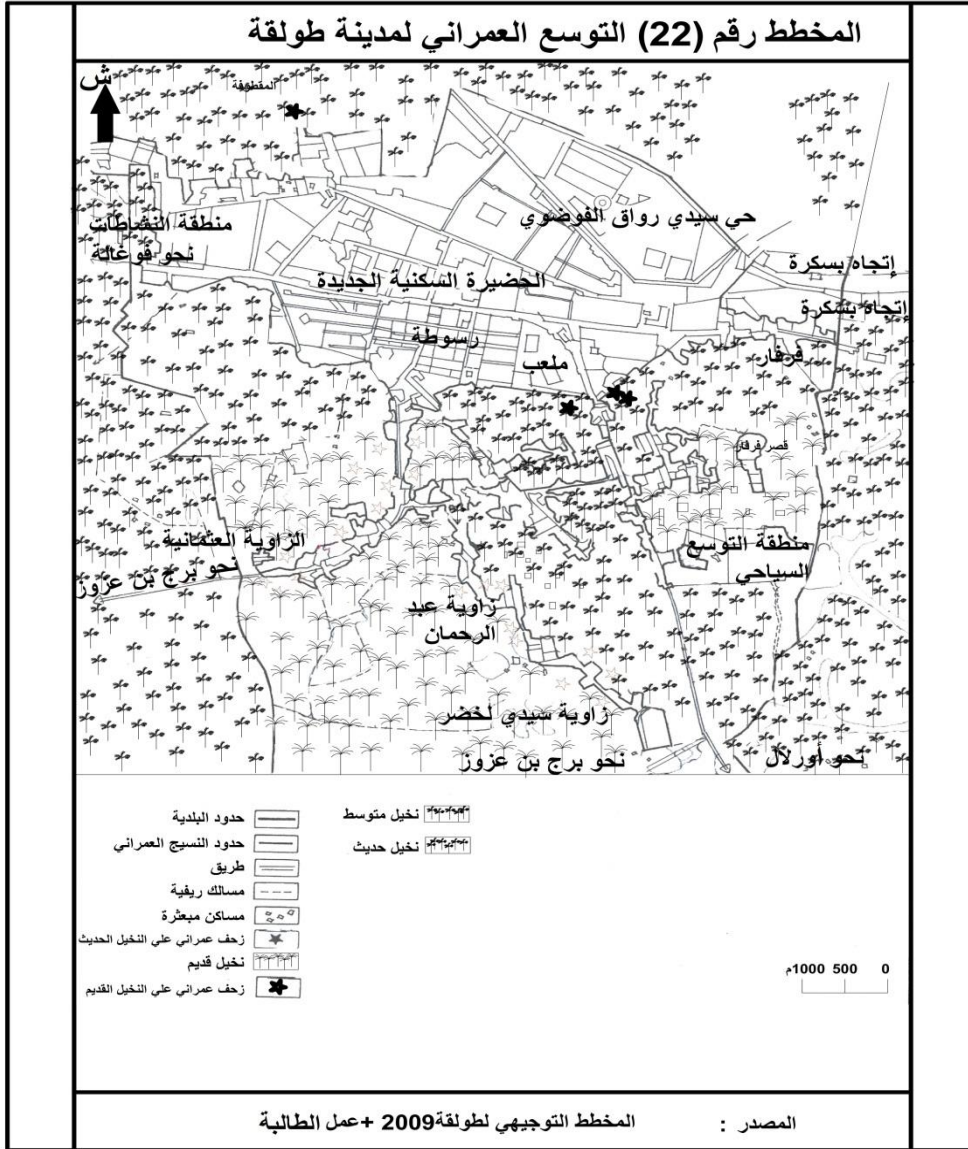 المخطط رقم (22) التوسع العمراني لمدينة طولقة
ش
المقطوفة
حي سيدي رواق الفوضوي
منطقة النشاطات
نحو فوغالة
إتجاه بسكرة
الحضيرة السكنية الجديدة
إتجاه بسكرة
رسوطة
ملعب
فرفار
قصر فرفار
الزاوية العثمانية
نحو برج بن عزوز
منطقة التوسع
السياحي
زاوية عبد
الرحمان
زاوية سيدي لخضر
نحو برج بن عزوز
نحو أورلال
حدود البلدية
حدود النسيج العمراني
طريق
مسالك ريفية
مساكن مبعثرة
زحف عمراني علي النخيل الحديث
نخيل قديم
زحف عمراني علي النخيل القديم
نخيل متوسط
نخيل حديث
0 500 1000م
المصدر : المخطط التوجيهي لطولقة2009 +عمل الطالبة